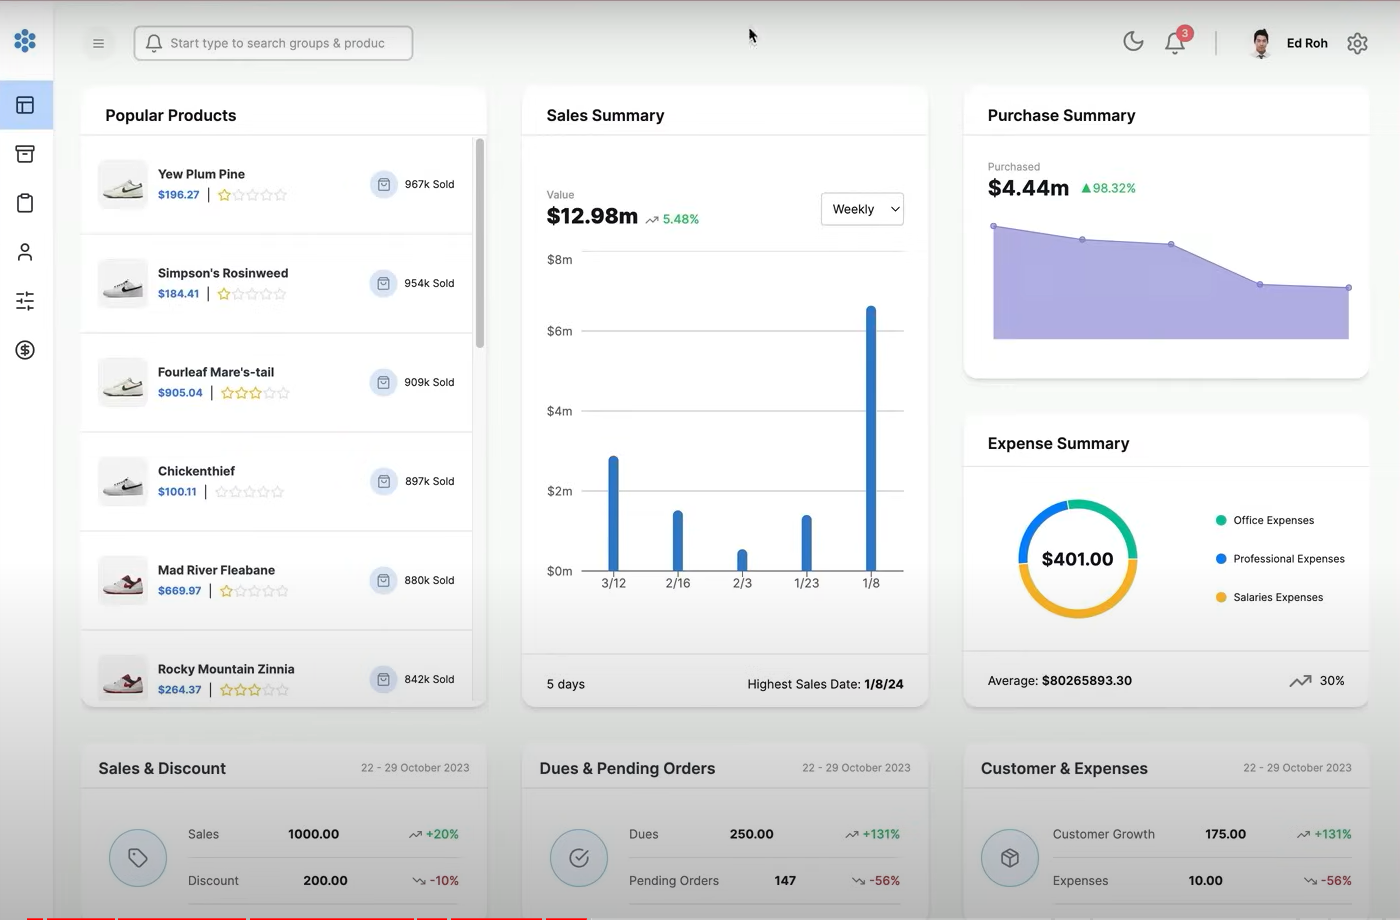 Start type to search groups & produc
3
Ed Roh
Popular Products
Yew Plum Pine
$196.27 |
967k Sold
Simpson's Rosinweed
$184.41 |
954k Sold
Fourleaf Mare's-tail
$905.04 |
909k Sold
Chickenthief
$100.11 |
897k Sold
Mad River Fleabane
$669.97 |
880k Sold
Rocky Mountain Zinnia
$264.37 |
842k Sold
Sales Summary
Value
$12.98m 5.48%
Weekly
$8m
$6m
$4m
$2m
$0m
3/12 2/16 2/3 1/23 1/8
5 days
Highest Sales Date: 1/8/24
Purchase Summary
Purchased
$4.44m ▲98.32%
Expense Summary
$401.00
Office Expenses
Professional Expenses
Salaries Expenses
Average: $80265893.30
30%
Sales & Discount
22 - 29 October 2023
Sales 1000.00 +20%
Discount 200.00 -10%
Dues & Pending Orders
22 - 29 October 2023
Dues 250.00 +131%
Pending Orders 147 -56%
Customer & Expenses
22 - 29 October 2023
Customer Growth 175.00 +131%
Expenses 10.00 -56%